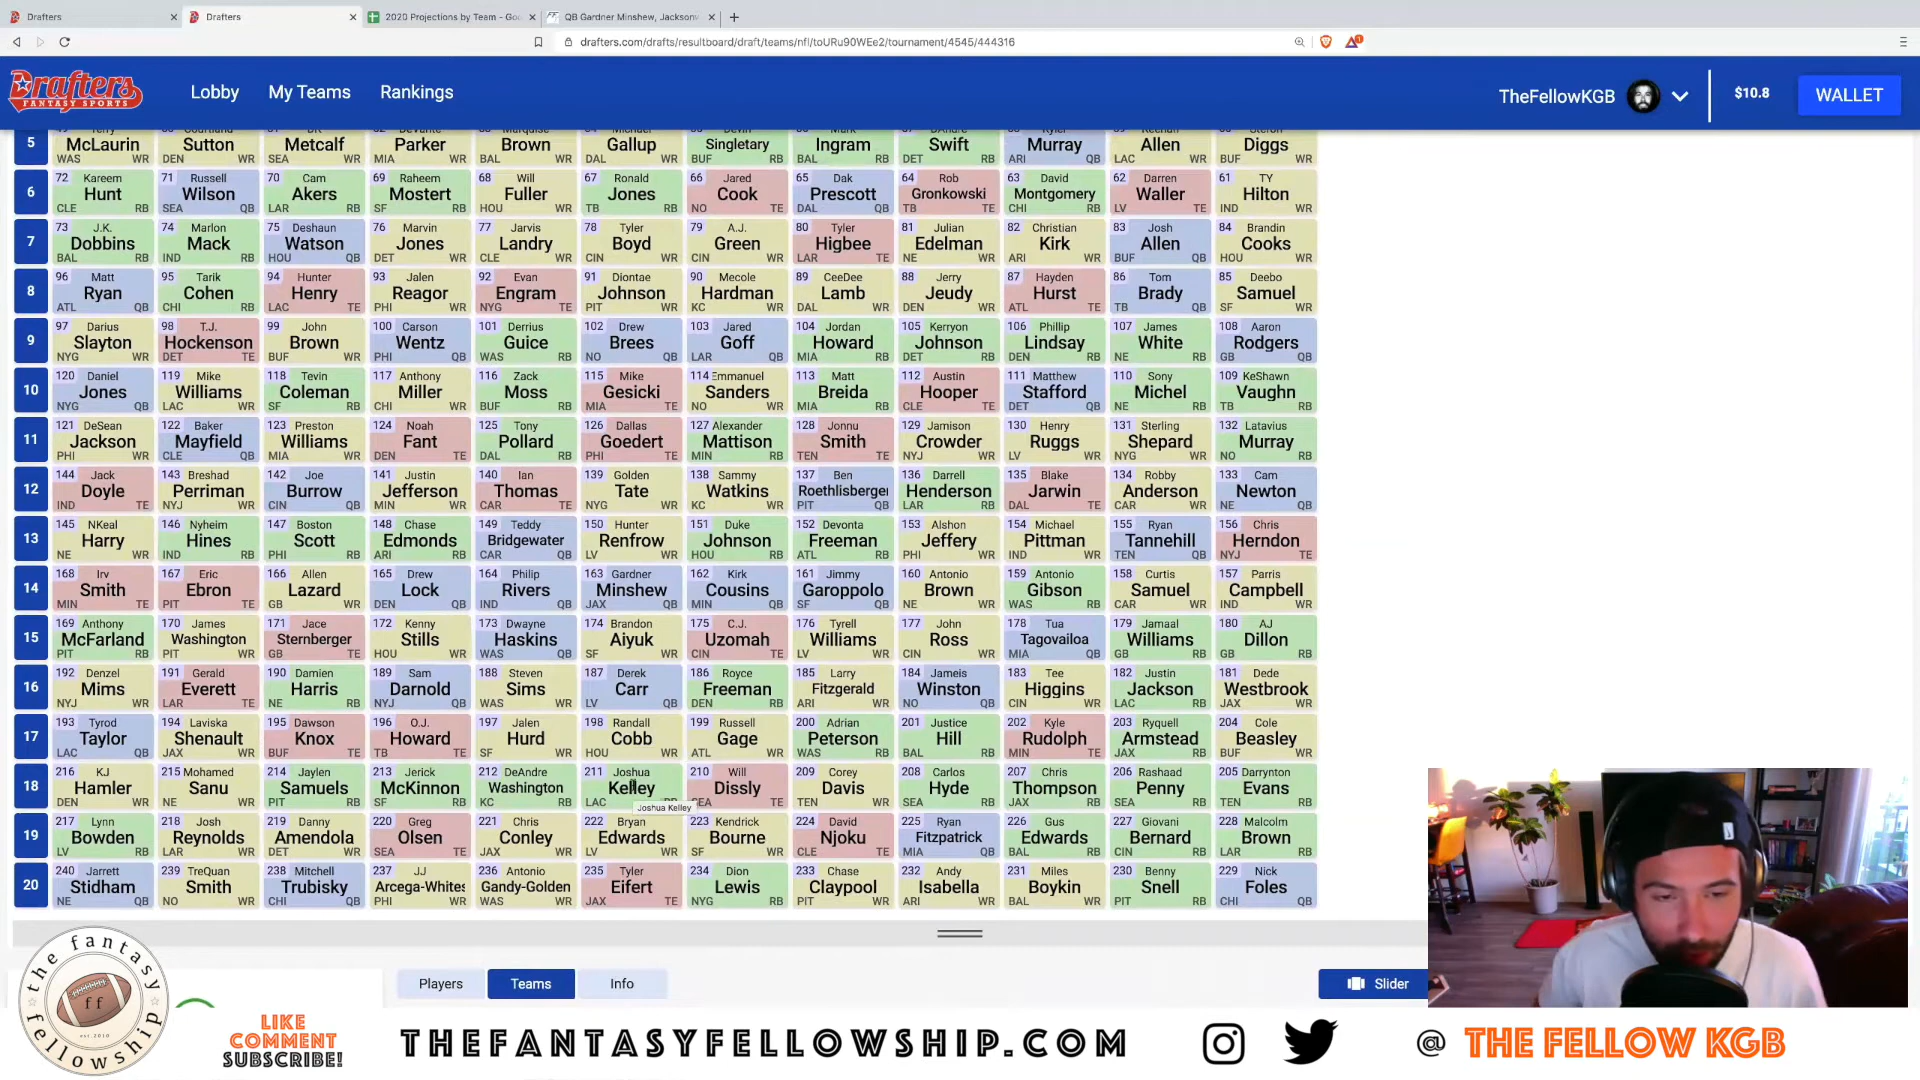 Drafters
Drafters
2020 Projections by Team - Goo
QB Gardner Minshew, Jacksonv
drafters.com/drafts/resultboard/draft/teams/nfl/toURu90WEe2/tournament/4545/444316
Drafters
FANTASY SPORTS
Lobby
My Teams
Rankings
TheFellowKGB
$10.8
WALLET
5
McLaurin WAS WR
Sutton DEN WR
Metcalf SEA WR
Parker MIA WR
Brown BAL WR
Gallup DAL WR
Singletary BUF RB
Ingram BAL RB
Swift DET RB
Murray ARI QB
Allen LAC WR
Diggs BUF WR
6
72 Kareem Hunt CLE RB
71 Russell Wilson SEA QB
70 Cam Akers LAR RB
69 Raheem Mostert SF RB
68 Will Fuller HOU WR
67 Ronald Jones TB RB
66 Jared Cook NO TE
65 Dak Prescott DAL QB
64 Rob Gronkowski TB TE
63 David Montgomery CHI RB
62 Darren Waller LV TE
61 TY Hilton IND WR
7
73 J.K. Dobbins BAL RB
74 Marlon Mack IND RB
75 Deshaun Watson HOU QB
76 Marvin Jones DET WR
77 Jarvis Landry CLE WR
78 Tyler Boyd CIN WR
79 A.J. Green CIN WR
80 Tyler Higbee LAR TE
81 Julian Edelman NE WR
82 Christian Kirk ARI WR
83 Josh Allen BUF QB
84 Brandin Cooks HOU WR
8
96 Matt Ryan ATL QB
95 Tarik Cohen CHI RB
94 Hunter Henry LAC TE
93 Jalen Reagor PHI WR
92 Evan Engram NYG TE
91 Diontae Johnson PIT WR
90 Mecole Hardman KC WR
89 CeeDee Lamb DAL WR
88 Jerry Jeudy DEN WR
87 Hayden Hurst ATL TE
86 Tom Brady TB QB
85 Deebo Samuel SF WR
9
97 Darius Slayton NYG WR
98 T.J. Hockenson DET TE
99 John Brown BUF WR
100 Carson Wentz PHI QB
101 Derrius Guice WAS RB
102 Drew Brees NO QB
103 Jared Goff LAR QB
104 Jordan Howard MIA RB
105 Kerryon Johnson DET RB
106 Phillip Lindsay DEN RB
107 James White NE RB
108 Aaron Rodgers GB QB
10
120 Daniel Jones NYG QB
119 Mike Williams LAC WR
118 Tevin Coleman SF RB
117 Anthony Miller CHI WR
116 Zack Moss BUF RB
115 Mike Gesicki MIA TE
114 Emmanuel Sanders NO WR
113 Matt Breida MIA RB
112 Austin Hooper CLE TE
111 Matthew Stafford DET QB
110 Sony Michel NE RB
109 KeShawn Vaughn TB RB
11
121 DeSean Jackson PHI WR
122 Baker Mayfield CLE QB
123 Preston Williams MIA WR
124 Noah Fant DEN TE
125 Tony Pollard DAL RB
126 Dallas Goedert PHI TE
127 Alexander Mattison MIN RB
128 Jonnu Smith TEN TE
129 Jamison Crowder NYJ WR
130 Henry Ruggs LV WR
131 Sterling Shepard NYG WR
132 Latavius Murray NO RB
12
144 Jack Doyle IND TE
143 Breshad Perriman NYJ WR
142 Joe Burrow CIN QB
141 Justin Jefferson MIN WR
140 Ian Thomas CAR TE
139 Golden Tate NYG WR
138 Sammy Watkins KC WR
137 Ben Roethlisberger PIT QB
136 Darrell Henderson LAR RB
135 Blake Jarwin DAL TE
134 Robby Anderson CAR WR
133 Cam Newton NE QB
13
145 NKeal Harry NE WR
146 Nyheim Hines IND RB
147 Boston Scott PHI RB
148 Chase Edmonds ARI RB
149 Teddy Bridgewater CAR QB
150 Hunter Renfrow LV WR
151 Duke Johnson HOU RB
152 Devonta Freeman ATL RB
153 Alshon Jeffery PHI WR
154 Michael Pittman IND WR
155 Ryan Tannehill TEN QB
156 Chris Herndon NYJ TE
14
168 Irv Smith MIN TE
167 Eric Ebron PIT TE
166 Allen Lazard GB WR
165 Drew Lock DEN QB
164 Philip Rivers IND QB
163 Gardner Minshew JAX QB
162 Kirk Cousins MIN QB
161 Jimmy Garoppolo SF QB
160 Antonio Brown NE WR
159 Antonio Gibson WAS RB
158 Curtis Samuel CAR WR
157 Parris Campbell IND WR
15
169 Anthony McFarland PIT RB
170 James Washington PIT WR
171 Jace Sternberger GB TE
172 Kenny Stills HOU WR
173 Dwayne Haskins WAS QB
174 Brandon Aiyuk SF WR
175 C.J. Uzomah CIN TE
176 Tyrell Williams LV WR
177 John Ross CIN WR
178 Tua Tagovailoa MIA QB
179 Jamaal Williams GB RB
180 AJ Dillon GB RB
16
192 Denzel Mims NYJ WR
191 Gerald Everett LAR TE
190 Damien Harris NE RB
189 Sam Darnold NYJ QB
188 Steven Sims WAS WR
187 Derek Carr LV QB
186 Royce Freeman DEN RB
185 Larry Fitzgerald ARI WR
184 Jameis Winston NO QB
183 Tee Higgins CIN WR
182 Justin Jackson LAC RB
181 Dede Westbrook JAX WR
17
193 Tyrod Taylor LAC QB
194 Laviska Shenault JAX WR
195 Dawson Knox BUF TE
196 O.J. Howard TB TE
197 Jalen Hurd SF WR
198 Randall Cobb HOU WR
199 Russell Gage ATL WR
200 Adrian Peterson WAS RB
201 Justice Hill BAL RB
202 Kyle Rudolph MIN TE
203 Ryquell Armstead JAX RB
204 Cole Beasley BUF WR
18
216 KJ Hamler DEN WR
215 Mohamed Sanu NE WR
214 Jaylen Samuels PIT RB
213 Jerick McKinnon SF RB
212 DeAndre Washington KC RB
211 Joshua Kelley LAC RB
Joshua Kelley
210 Will Dissly SEA TE
209 Corey Davis TEN WR
208 Carlos Hyde SEA RB
207 Chris Thompson JAX RB
206 Rashaad Penny SEA RB
205 Darrynton Evans TEN RB
19
217 Lynn Bowden LV RB
218 Josh Reynolds LAR WR
219 Danny Amendola DET WR
220 Greg Olsen SEA TE
221 Chris Conley JAX WR
222 Bryan Edwards LV WR
223 Kendrick Bourne SF WR
224 David Njoku CLE TE
225 Ryan Fitzpatrick MIA QB
226 Gus Edwards BAL RB
227 Giovani Bernard CIN RB
228 Malcolm Brown LAR RB
20
240 Jarrett Stidham NE QB
239 TreQuan Smith NO WR
238 Mitchell Trubisky CHI QB
237 JJ Arcega-Whites PHI WR
236 Antonio Gandy-Golden WAS WR
235 Tyler Eifert JAX TE
234 Dion Lewis NYG RB
233 Chase Claypool PIT WR
232 Andy Isabella ARI WR
231 Miles Boykin BAL WR
230 Benny Snell PIT RB
229 Nick Foles CHI QB
Players
Teams
Info
Slider
the fantasy
ff
est. 2010
fellowship
LIKE
COMMENT
SUBSCRIBE!
THEFANTASYFELLOWSHIP.COM
@ THE FELLOW KGB